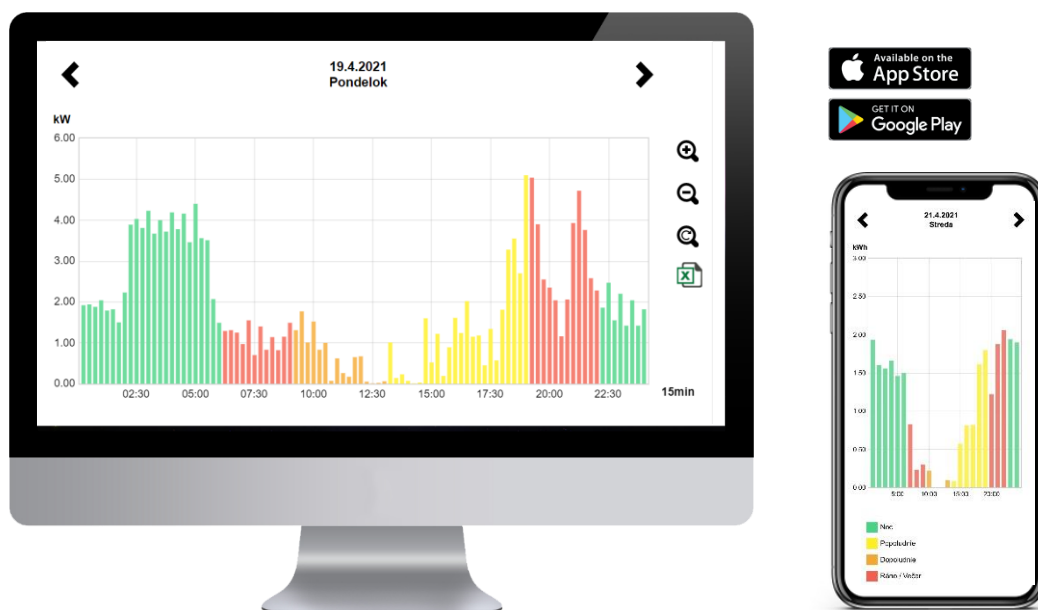 19.4.2021
Pondelok
kW
6.00
5.00
4.00
3.00
2.00
1.00
0.00
02:30 05:00 07:30 10:00 12:30 15:00 17:30 20:00 22:30 15min
Available on the
App Store
GET IT ON
Google Play
21.4.2021
Streda
kWh
3.00
2.50
2.00
1.50
1.00
0.50
0.00
5:00 10:00 15:00 20:00
Noc
Popoludnie
Dopoludnie
Ráno / Večer